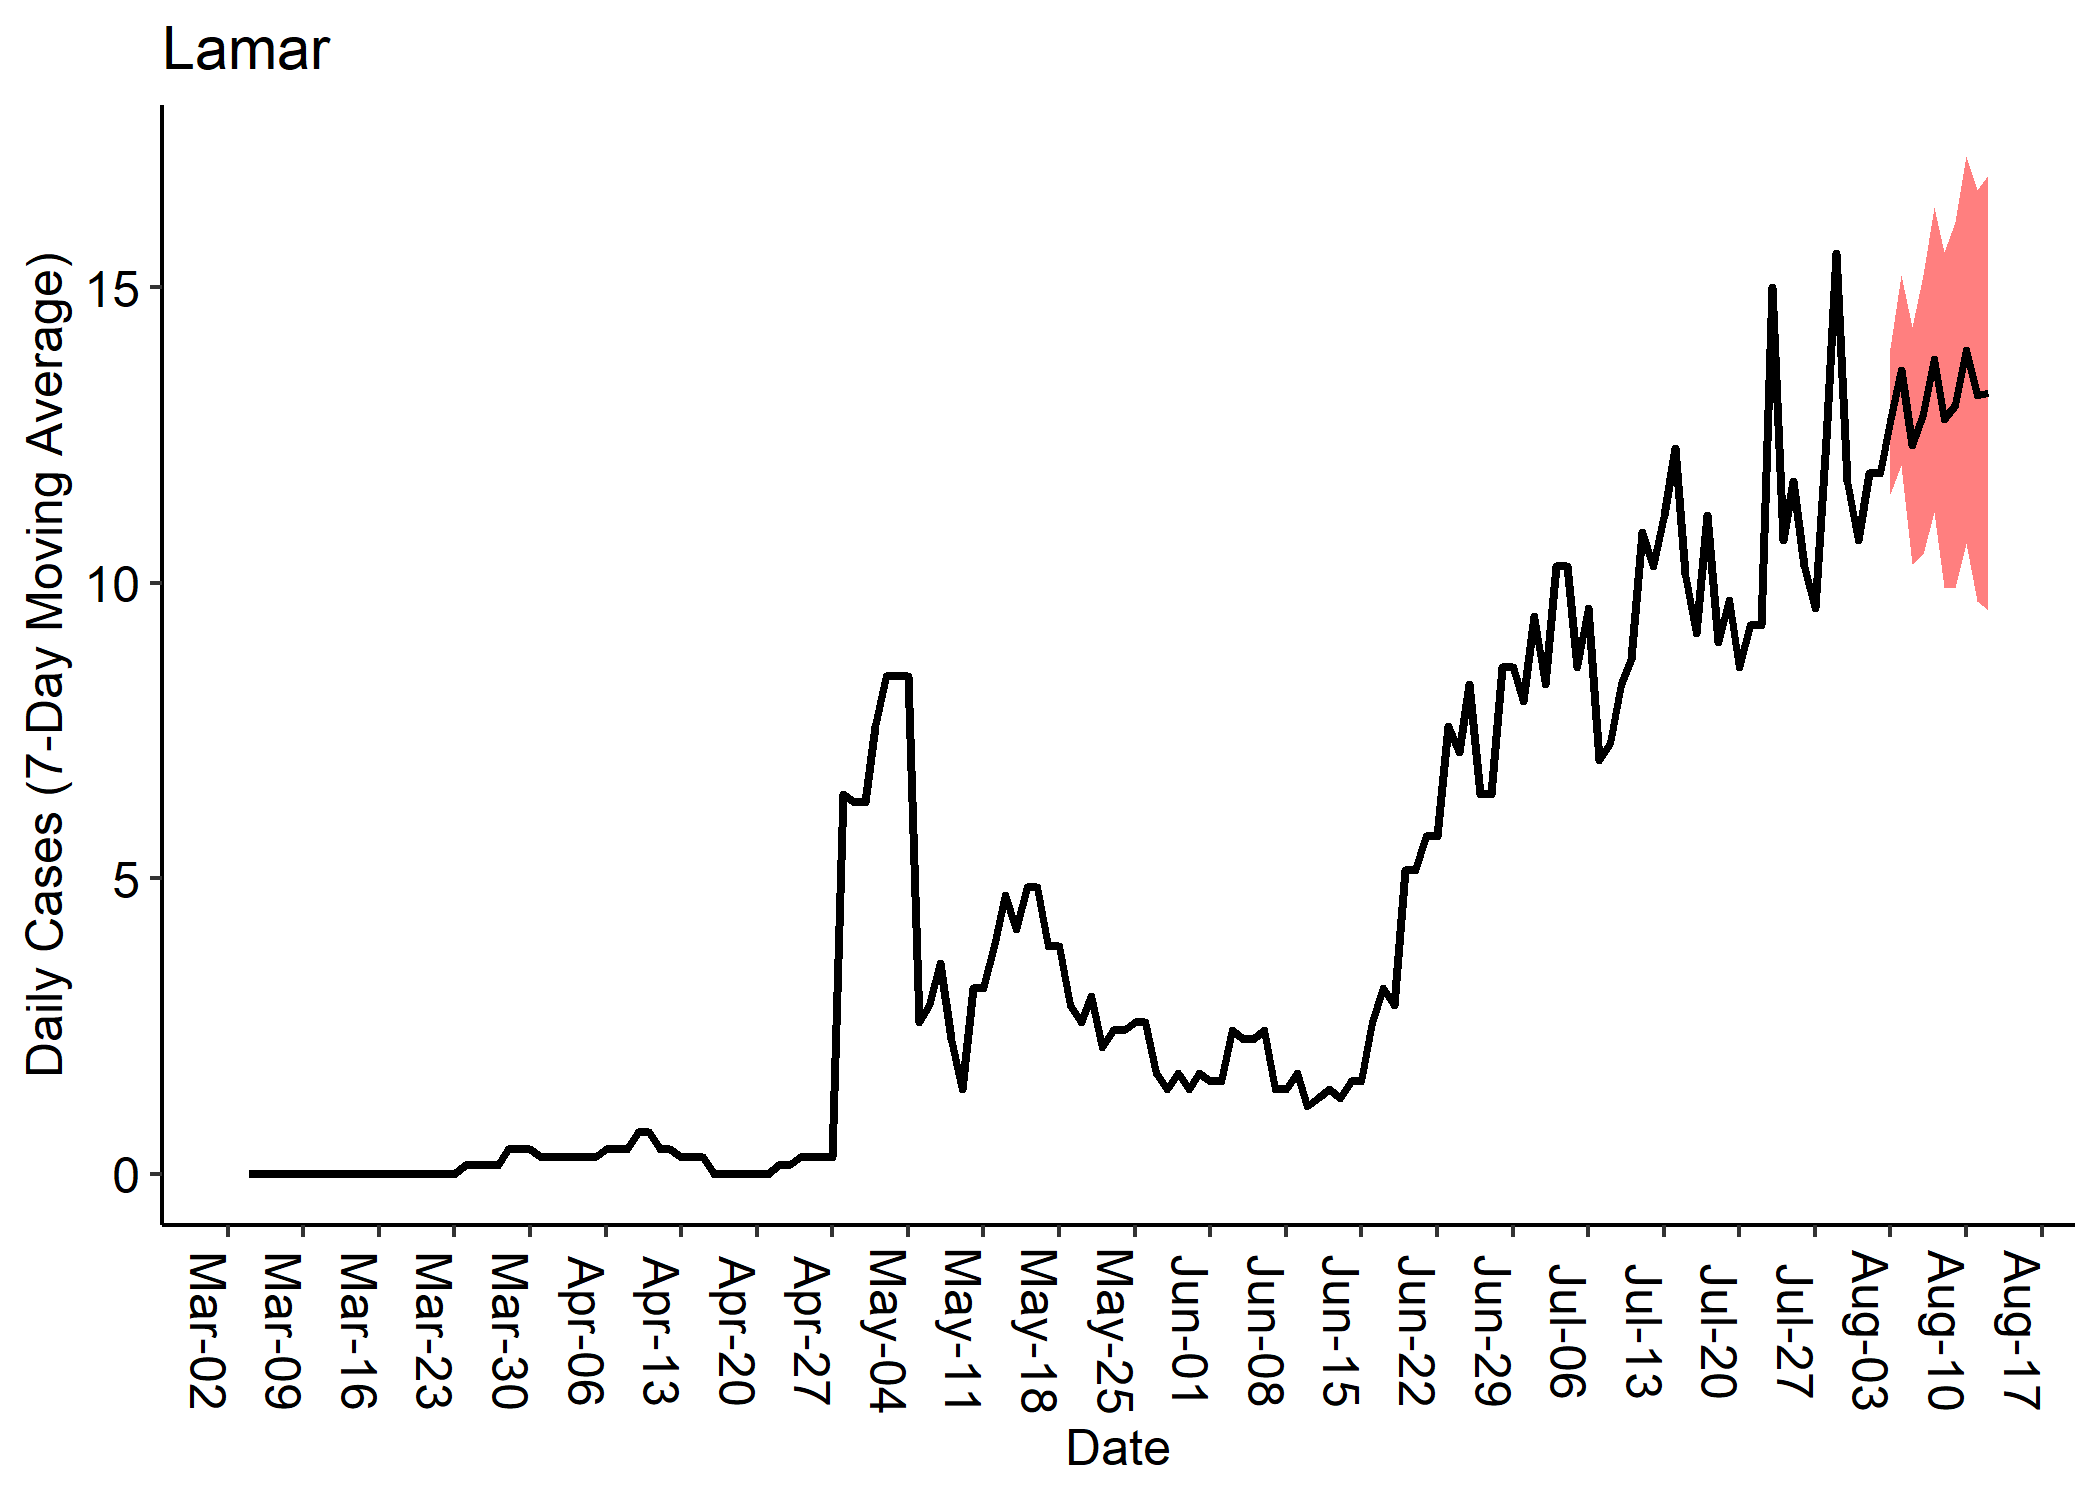 Lamar
Daily Cases (7-Day Moving Average)
15
10
5
0
Mar-02
Mar-09
Mar-16
Mar-23
Mar-30
Apr-06
Apr-13
Apr-20
Apr-27
May-04
May-11
May-18
May-25
Jun-01
Jun-08
Jun-15
Jun-22
Jun-29
Jul-06
Jul-13
Jul-20
Jul-27
Aug-03
Aug-10
Aug-17
Date